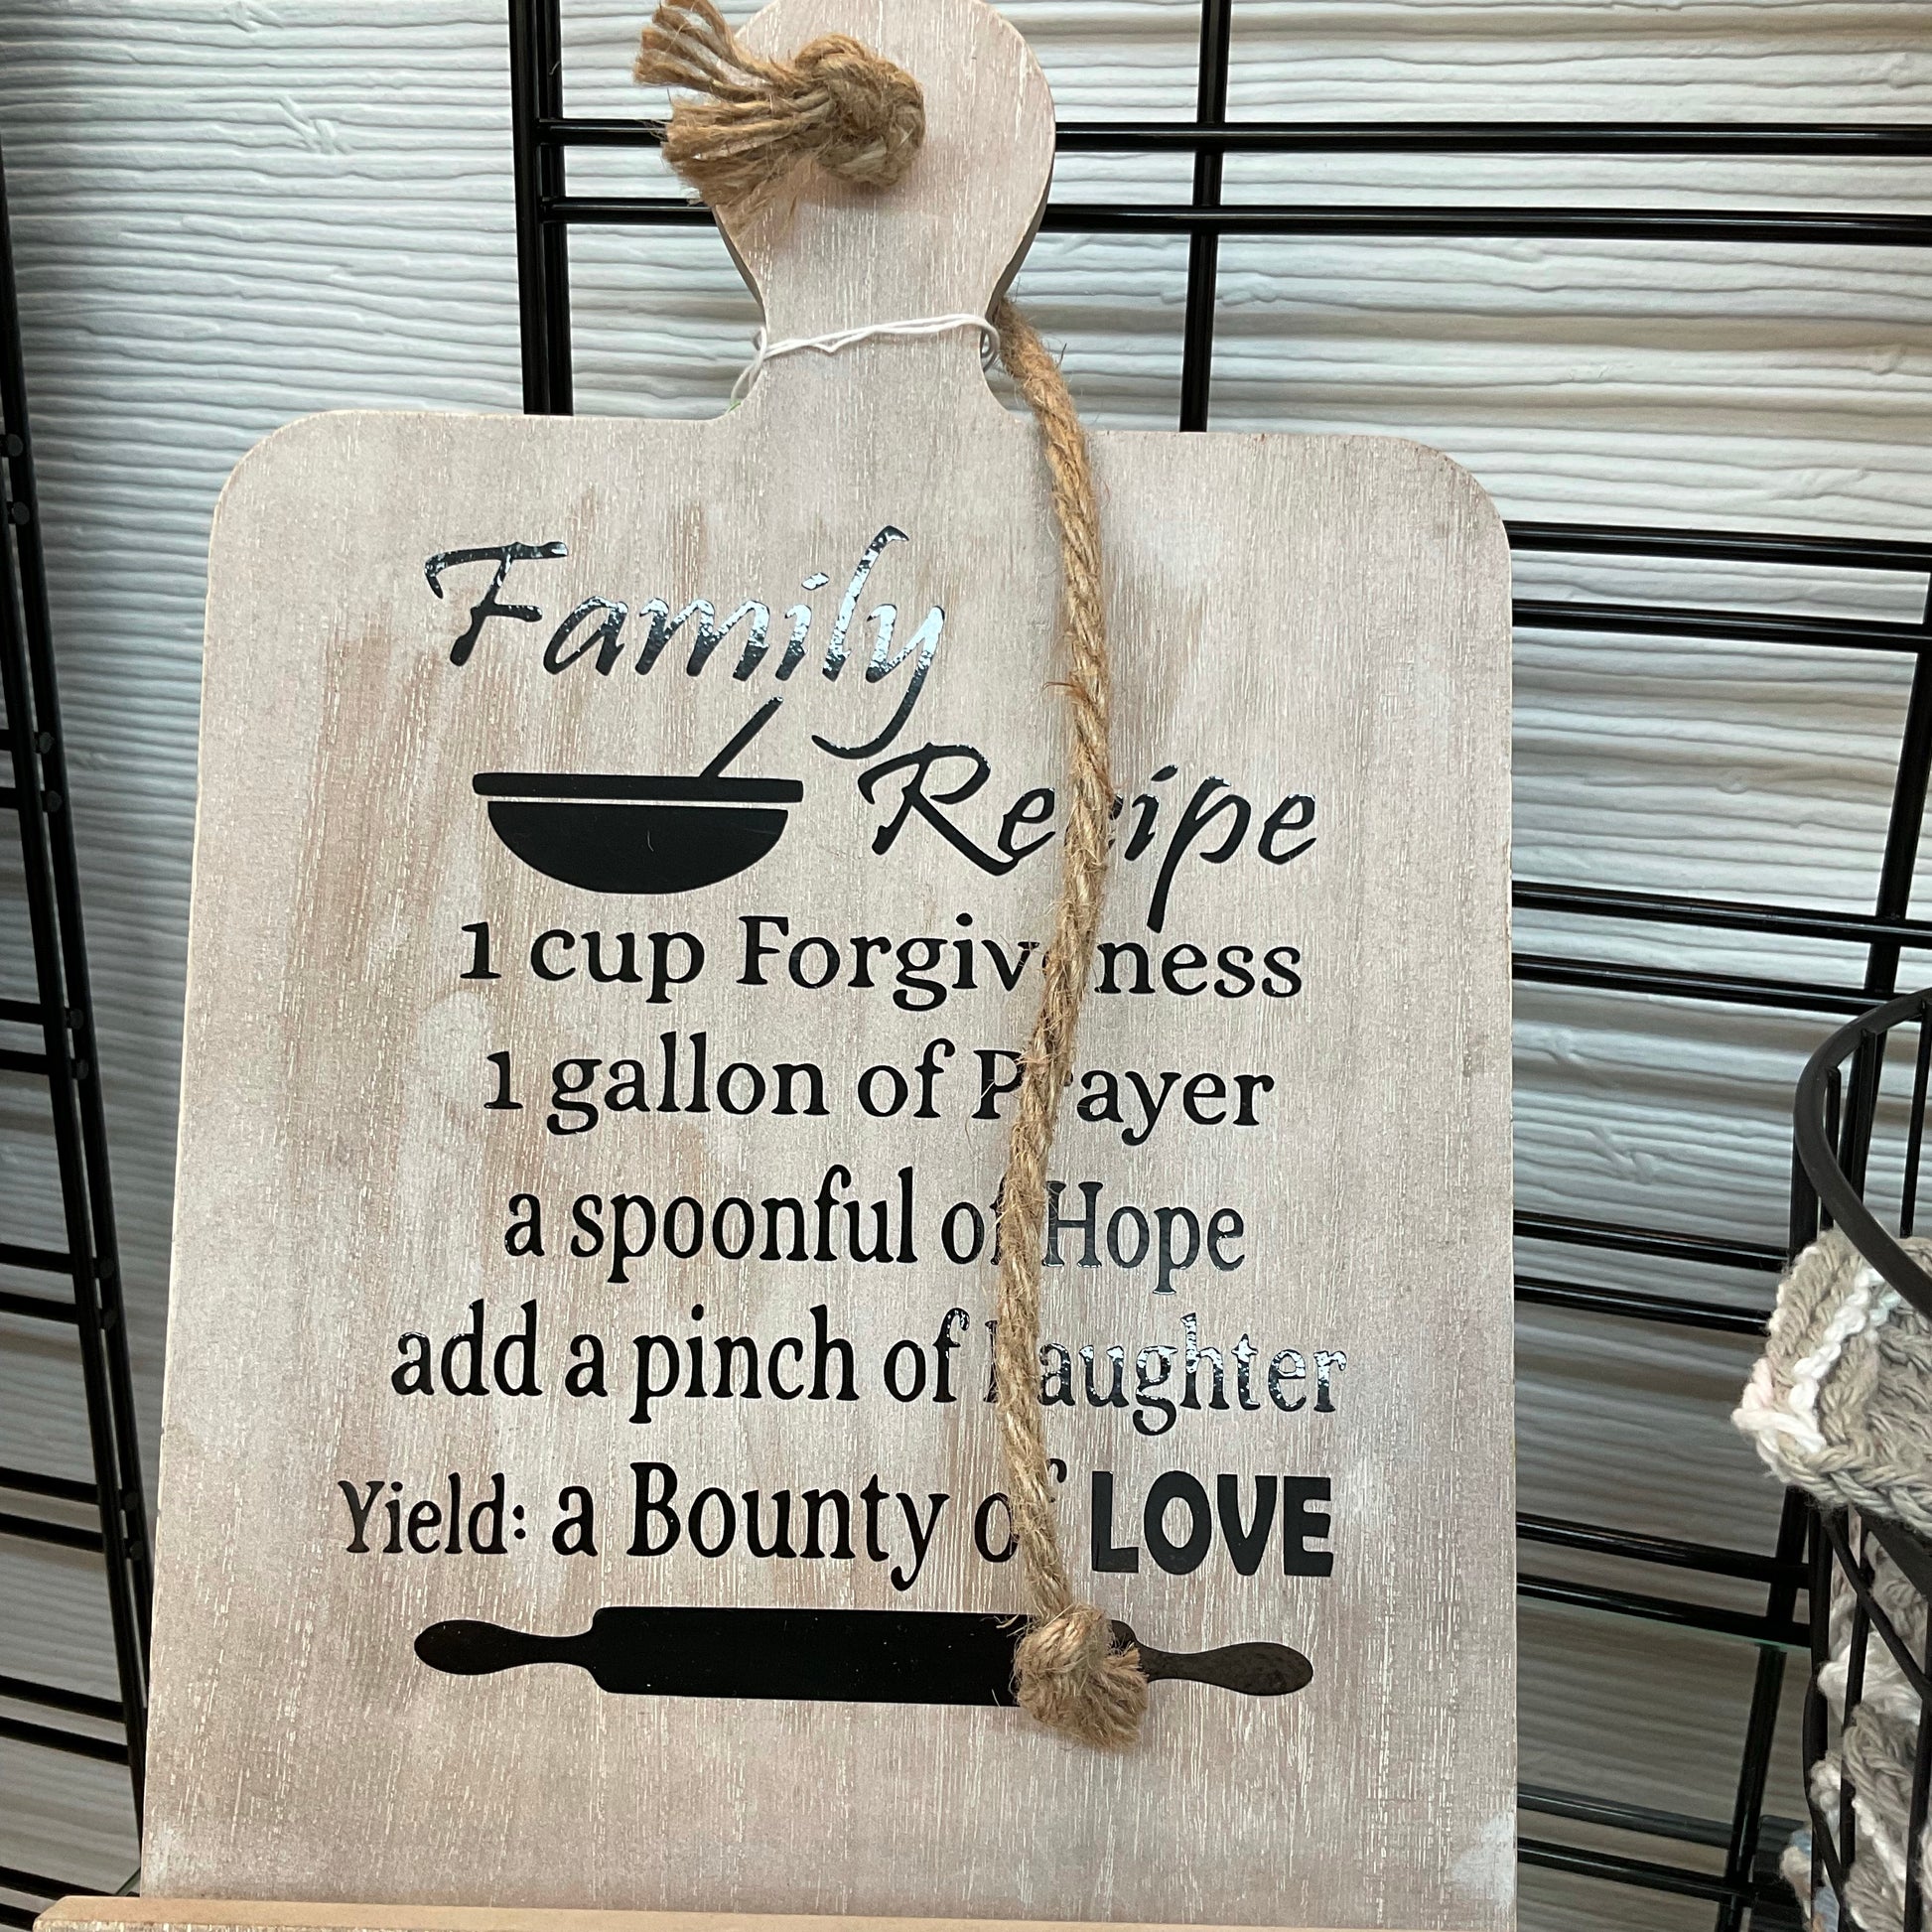 Family
Recipe
1 cup Forgiveness
1 gallon of Prayer
a spoonful of Hope
add a pinch of Laughter
Yield: a Bounty of LOVE